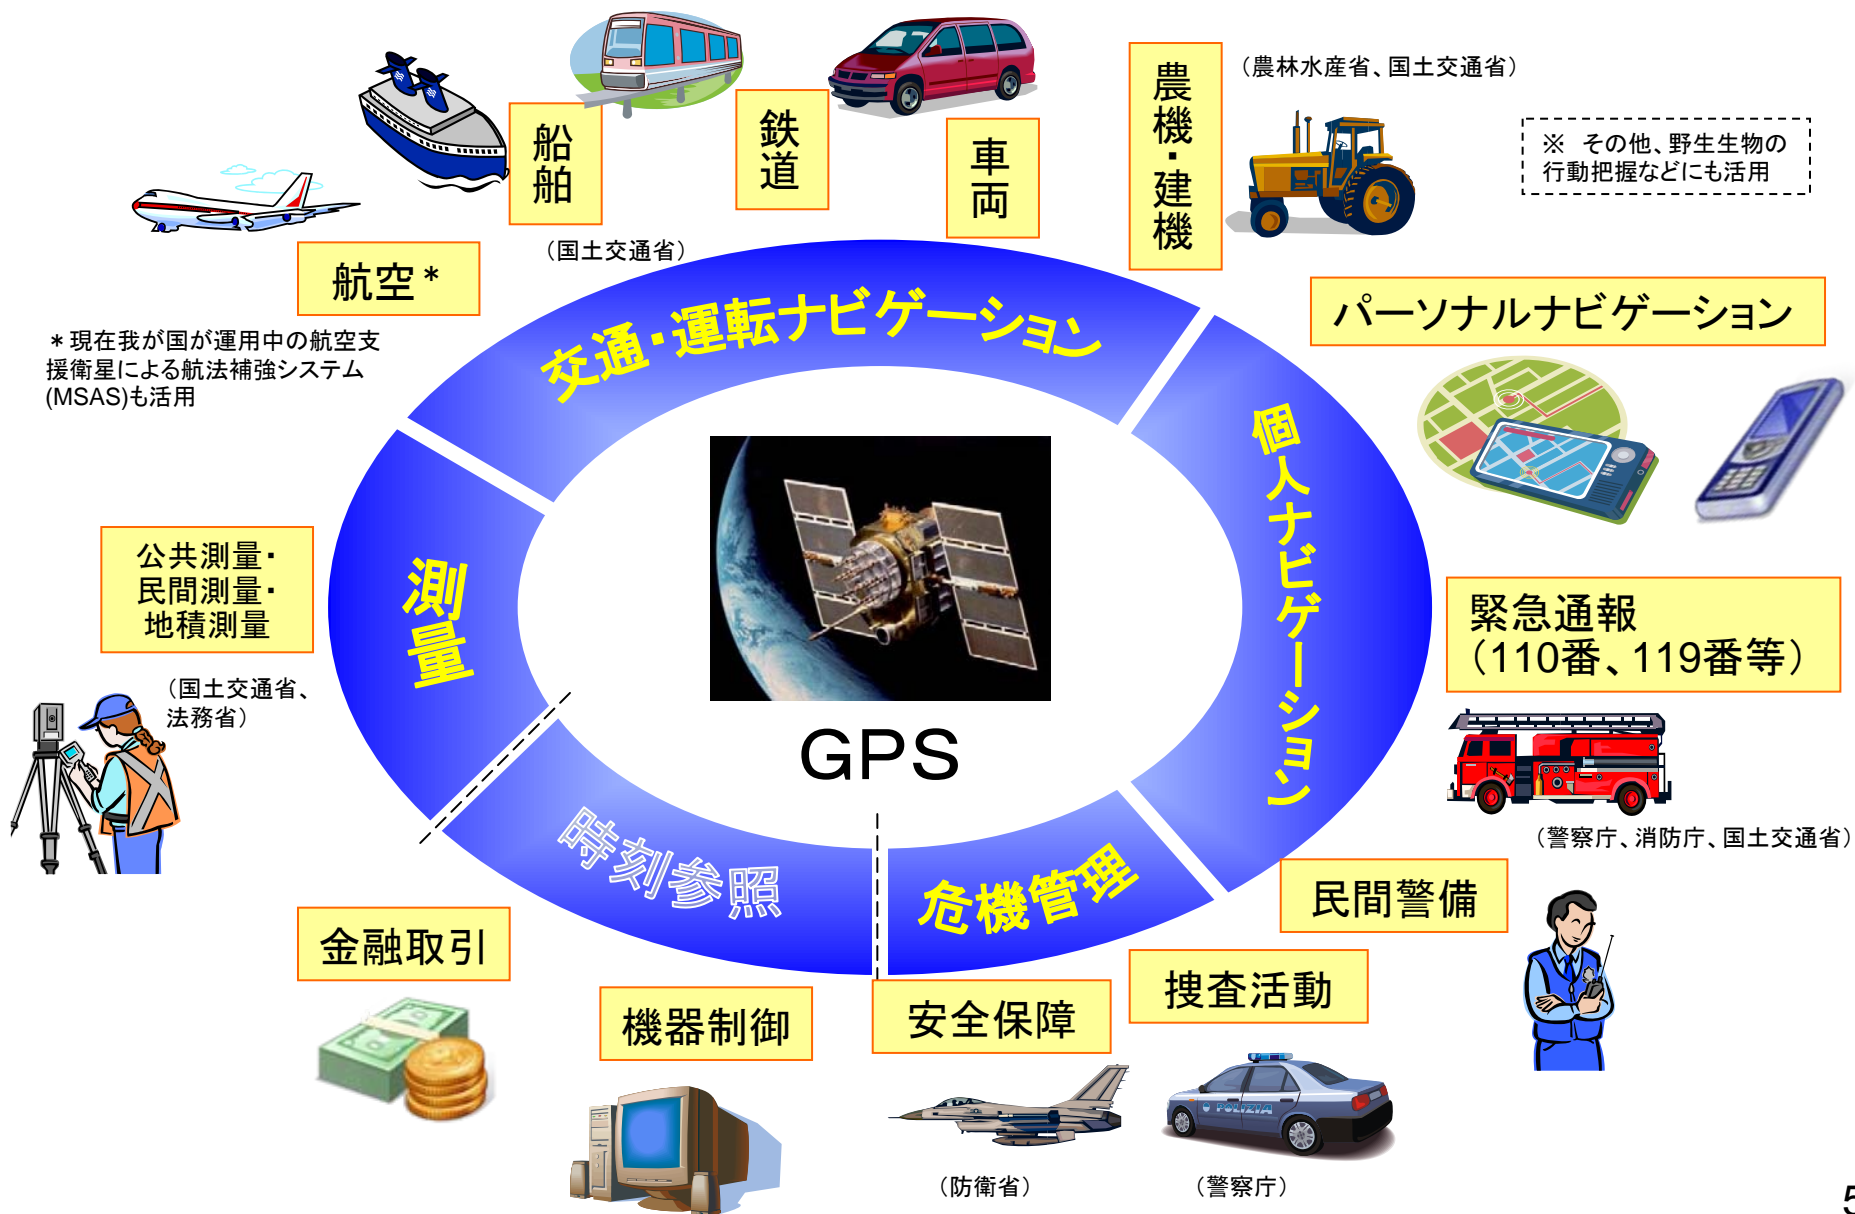 船舶
鉄道
車両
農機・建機
（農林水産省、国土交通省）
※ その他、野生生物の
行動把握などにも活用
航空*
（国土交通省）
*現在我が国が運用中の航空支
援衛星による航法補強システム
(MSAS)も活用
交通・運転ナビゲーション
パーソナルナビゲーション
個人ナビゲーション
公共測量・
民間測量・
地積測量
（国土交通省、
法務省）
測量
GPS
緊急通報
（110番、119番等）
（警察庁、消防庁、国土交通省）
時刻参照
危機管理
民間警備
金融取引
機器制御
安全保障
捜査活動
POLIZIA
（防衛省）
（警察庁）
5